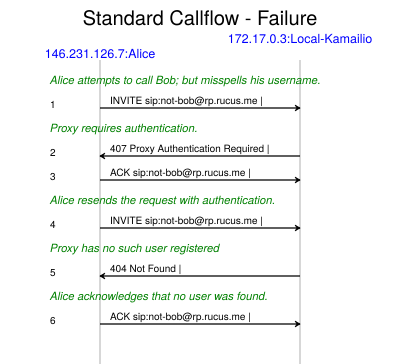 Standard Callflow - Failure
172.17.0.3:Local-Kamailio
146.231.126.7:Alice
Alice attempts to call Bob; but misspells his username.
1 INVITE sip:not-bob@rp.rucus.me |
Proxy requires authentication.
2 407 Proxy Authentication Required |
3 ACK sip:not-bob@rp.rucus.me |
Alice resends the request with authentication.
4 INVITE sip:not-bob@rp.rucus.me |
Proxy has no such user registered
5 404 Not Found |
Alice acknowledges that no user was found.
6 ACK sip:not-bob@rp.rucus.me |